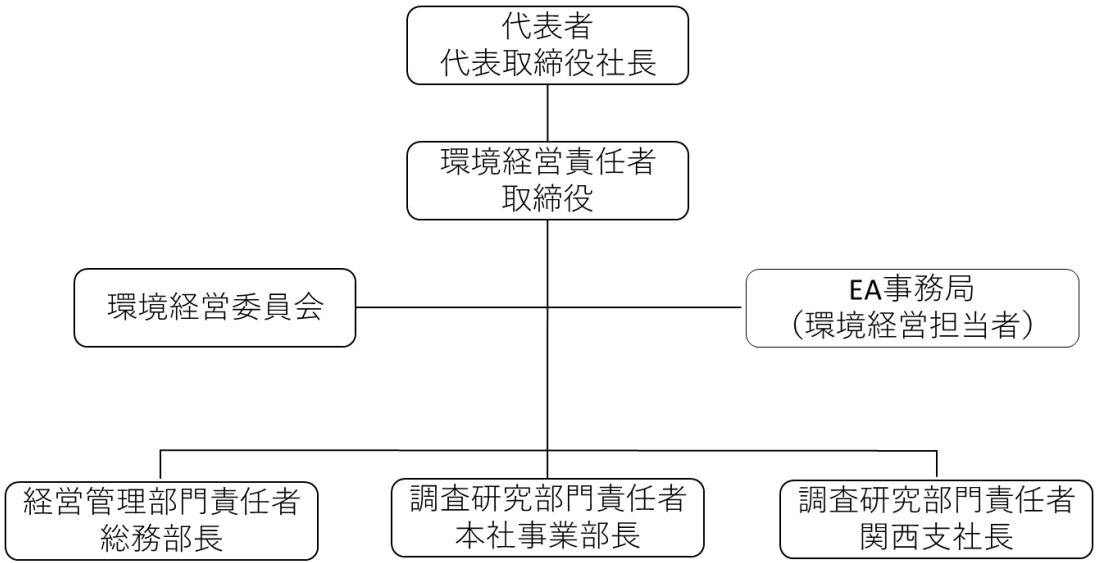 代表者
代表取締役社長
環境経営責任者
取締役
環境経営委員会
EA事務局
（環境経営担当者）
経営管理部門責任者
総務部長
調査研究部門責任者
本社事業部長
調査研究部門責任者
関西支社長